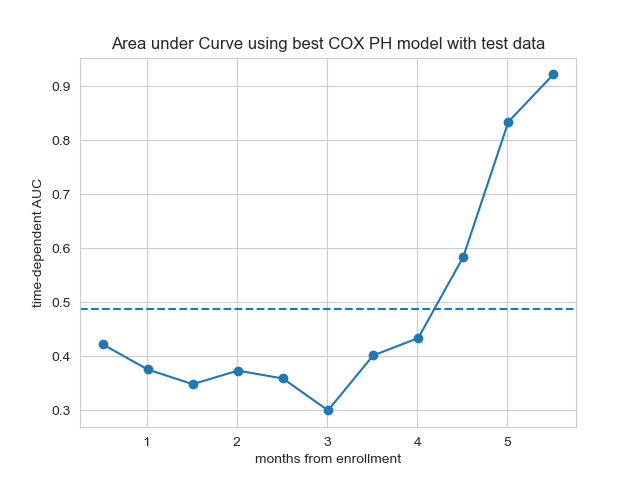 Area under Curve using best COX PH model with test data
time-dependent AUC
0.9
0.8
0.7
0.6
0.5
0.4
0.3
1 2 3 4 5
months from enrollment